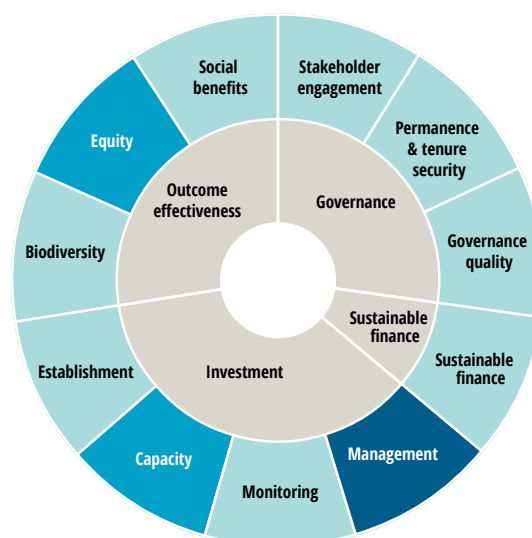 Social
benefits
Stakeholder
engagement
Permanence
& tenure
security
Governance
quality
Sustainable
finance
Management
Monitoring
Capacity
Establishment
Biodiversity
Equity
Outcome
effectiveness
Governance
Sustainable
finance
Investment